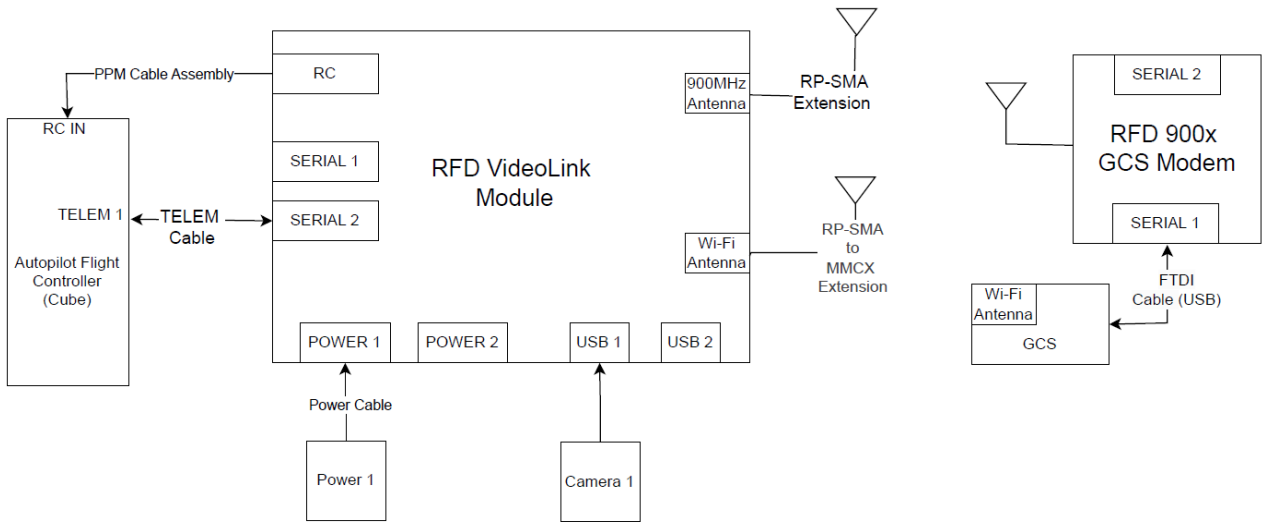 PPM Cable Assembly
RC
RC IN
TELEM 1
Autopilot Flight
Controller
(Cube)
TELEM
Cable
SERIAL 1
SERIAL 2
RFD VideoLink
Module
900MHz
Antenna
RP-SMA
Extension
Wi-Fi
Antenna
RP-SMA
to
MMCX
Extension
POWER 1
POWER 2
USB 1
USB 2
Power Cable
Power 1
Camera 1
SERIAL 2
RFD 900x
GCS Modem
SERIAL 1
FTDI
Cable (USB)
Wi-Fi
Antenna
GCS